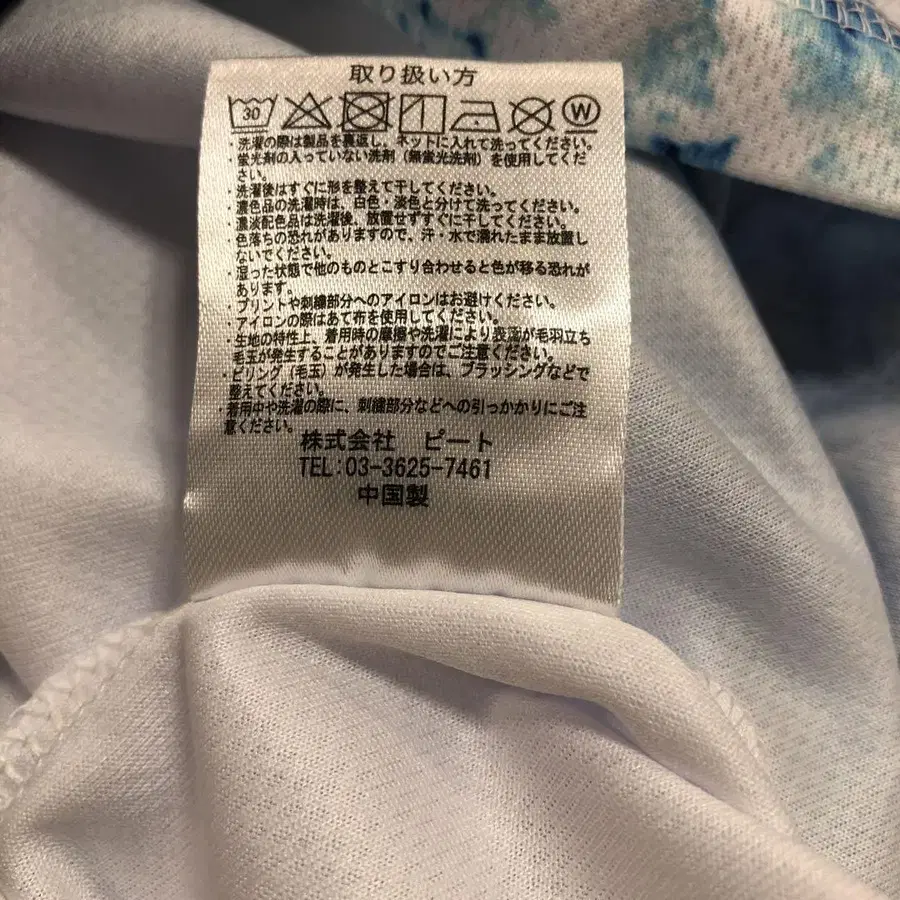 取り扱い方
30 W
・洗濯の際は製品を裏返し、ネットに入れて洗ってください。
・蛍光剤の入っていない洗剤（無蛍光洗剤）を使用してくだ
さい。
・洗濯後はすぐに形を整えて干してください。
・濃色品の洗濯時は、白色・淡色と分けて洗ってください。
・濃淡配色品は洗濯後、放置せずすぐに干してください。
・色落ちの恐れがありますので、汗・水で濡れたまま放置し
ないでください。
・湿った状態で他のものとこすり合わせると色が移る恐れが
あります。
・プリントや刺繍部分へのアイロンはお避けください。
・アイロンの際はあて布を使用してください。
・生地の特性上、着用時の摩擦や洗濯により表面が毛羽立ち
毛玉が発生することがありますのでご注意ください。
・ピリング（毛玉）が発生した場合は、ブラッシングなどで
整えてください。
・着用中や洗濯の際に、刺繍部分などへの引っかかりにご注
意ください。
株式会社　ピート
TEL:03-3625-7461
中国製